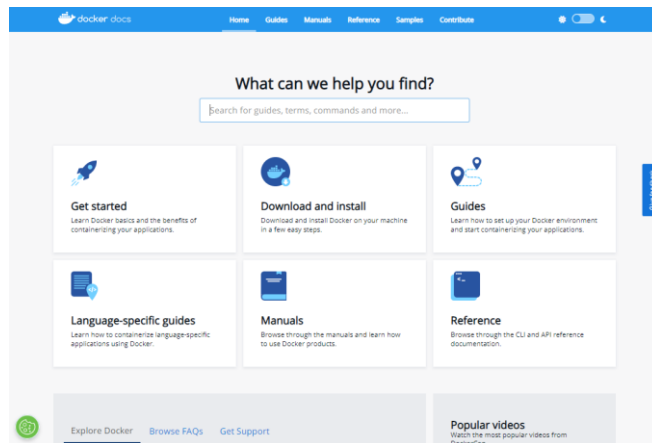 docker docs
Home Guides Manuals Reference Samples Contribute
What can we help you find?
Search for guides, terms, commands and more...
Get started
Learn Docker basics and the benefits of
containerizing your applications.
Download and install
Download and install Docker on your machine
in a few easy steps.
Guides
Learn how to set up your Docker environment
and start containerizing your applications.
Language-specific guides
Learn how to containerize language-specific
applications using Docker.
Manuals
Browse through the manuals and learn how
to use Docker products.
Reference
Browse through the CLI and API reference
documentation.
Explore Docker Browse FAQs Get Support
Popular videos
Watch the most popular videos from